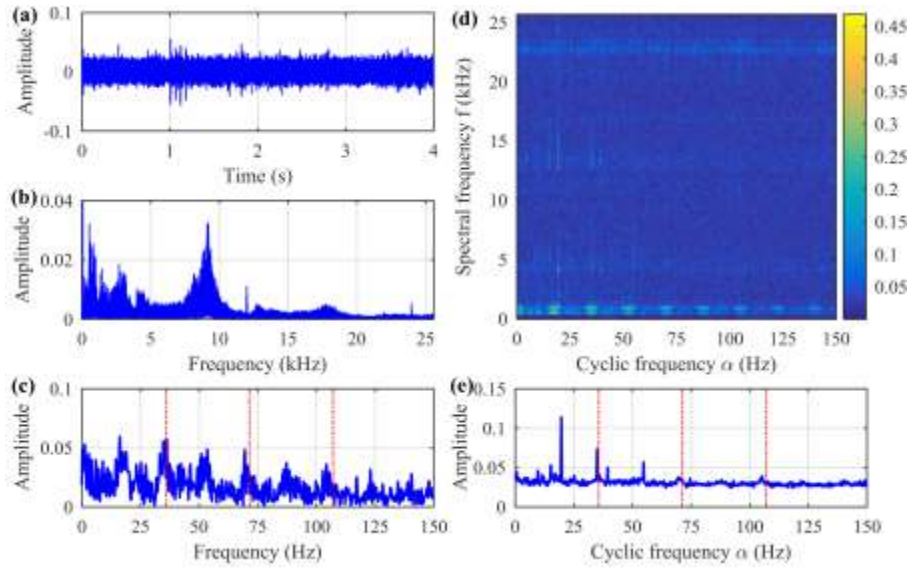 (a)
Amplitude
0.1
0
-0.1
0 1 2 3 4
Time (s)
(b)
Amplitude
0.04
0.02
0
0 5 10 15 20 25
Frequency (kHz)
(c)
Amplitude
0.1
0.05
0
0 25 50 75 100 125 150
Frequency (Hz)
(d)
Spectral frequency f (kHz)
25
20
15
10
5
0
0 25 50 75 100 125 150
Cyclic frequency α (Hz)
0.45
0.4
0.35
0.3
0.25
0.2
0.15
0.1
0.05
(e)
Amplitude
0.15
0.1
0.05
0
0 25 50 75 100 125 150
Cyclic frequency α (Hz)